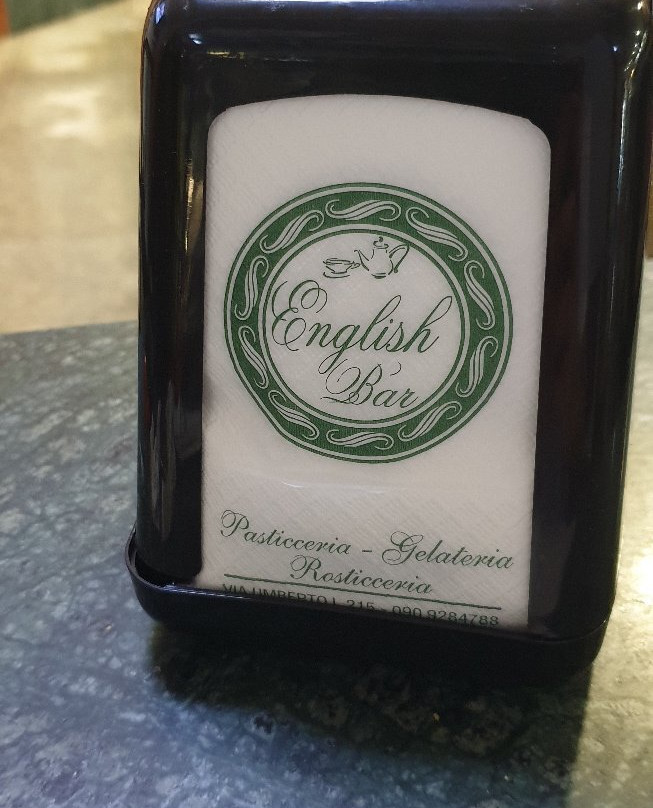 English
Bar
Pasticceria - Gelateria
Rosticceria
VIA UMBERTO I, 215 - 090 9284788